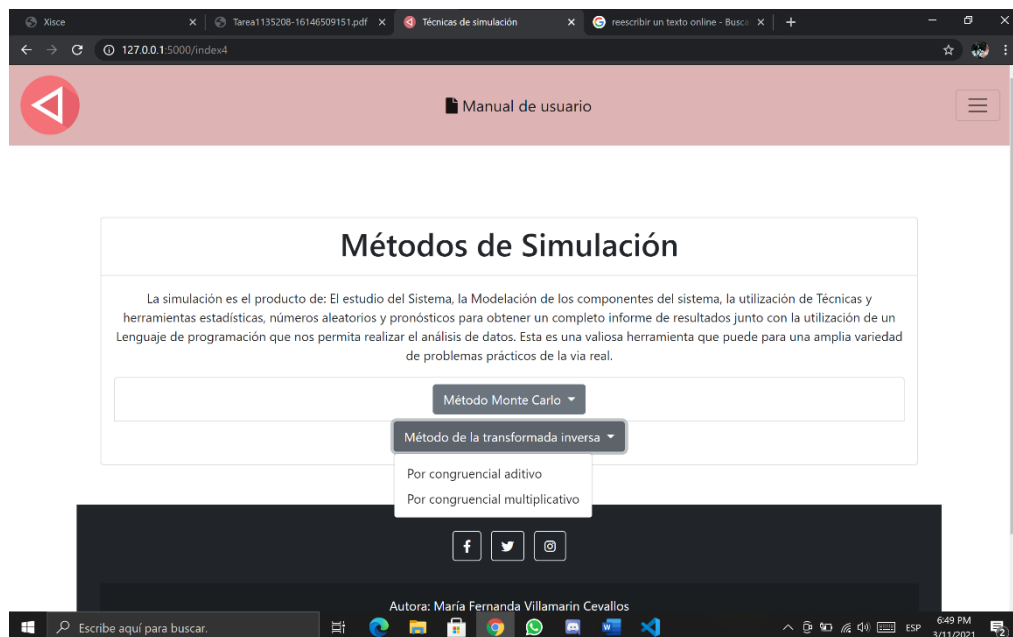 Xisce
Tarea1135208-16146509151.pdf
Técnicas de simulación
reescribir un texto online - Busca
127.0.0.1:5000/index4
Manual de usuario
Métodos de Simulación
La simulación es el producto de: El estudio del Sistema, la Modelación de los componentes del sistema, la utilización de Técnicas y
herramientas estadísticas, números aleatorios y pronósticos para obtener un completo informe de resultados junto con la utilización de un
Lenguaje de programación que nos permita realizar el análisis de datos. Esta es una valiosa herramienta que puede para una amplia variedad
de problemas prácticos de la via real.
Método Monte Carlo
Método de la transformada inversa
Por congruencial aditivo
Por congruencial multiplicativo
Autora: María Fernanda Villamarin Cevallos
Escribe aquí para buscar.
ESP
6:49 PM
3/11/2021
2